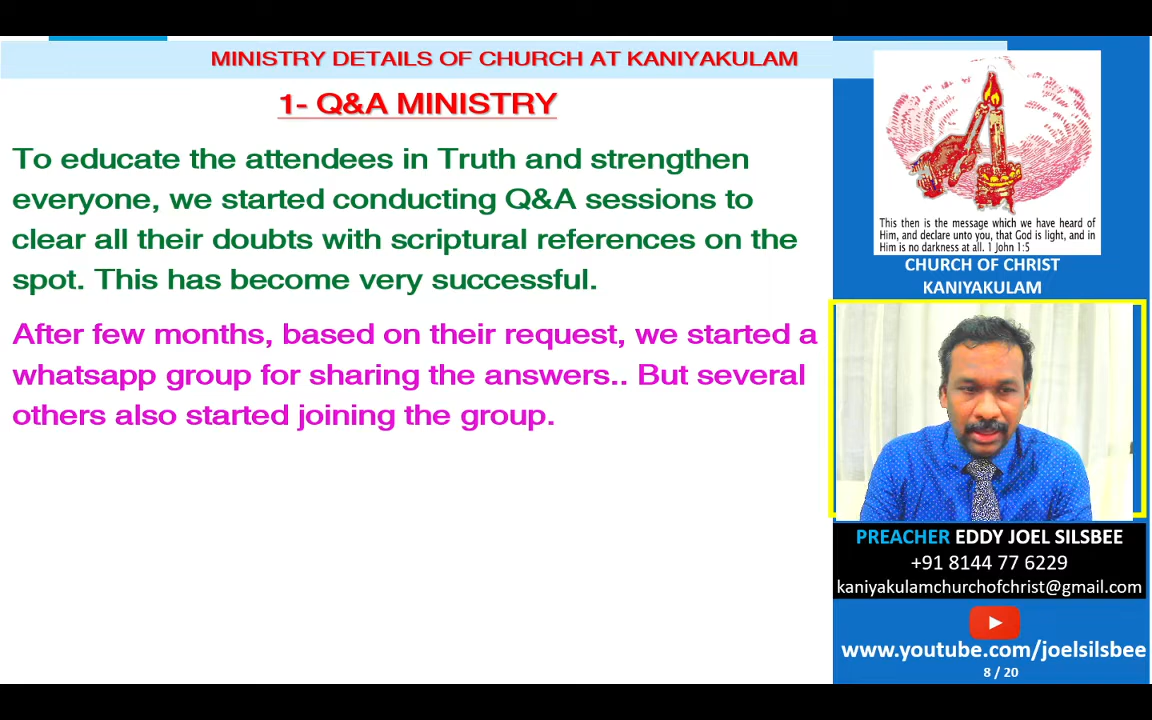 MINISTRY DETAILS OF CHURCH AT KANIYAKULAM
1- Q&A MINISTRY
To educate the attendees in Truth and strengthen
everyone, we started conducting Q&A sessions to
clear all their doubts with scriptural references on the
spot. This has become very successful.
After few months, based on their request, we started a
whatsapp group for sharing the answers.. But several
others also started joining the group.
This then is the message which we have heard of
Him, and declare unto you, that God is light, and in
Him is no darkness at all. 1 John 1:5
CHURCH OF CHRIST
KANIYAKULAM
PREACHER EDDY JOEL SILSBEE
+91 8144 77 6229
kaniyakulamchurchofchrist@gmail.com
www.youtube.com/joelsilsbee
8 / 20